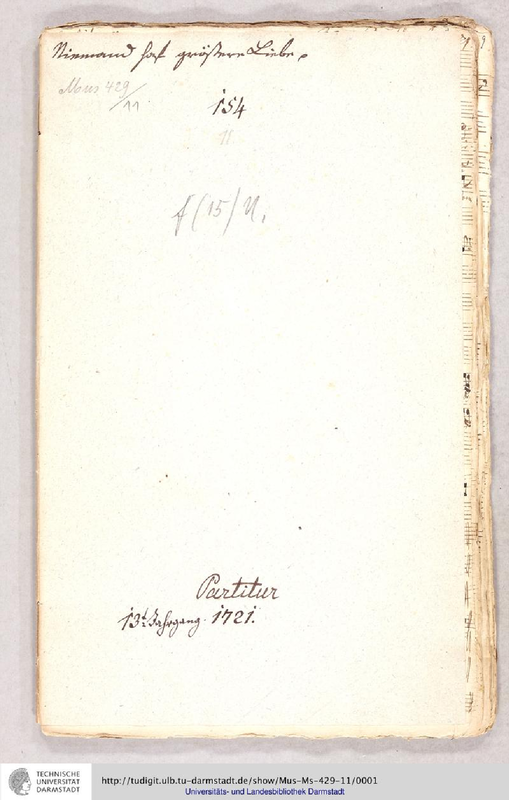 Niemand hat größere Liebe,
Mus 429
/11
154
11
f (15) U.
Partitur
13t. Jahrgang. 1721.
TECHNISCHE
UNIVERSITÄT
DARMSTADT
http://tudigit.ulb.tu-darmstadt.de/show/Mus-Ms-429-11/0001
Universitäts- und Landesbibliothek Darmstadt